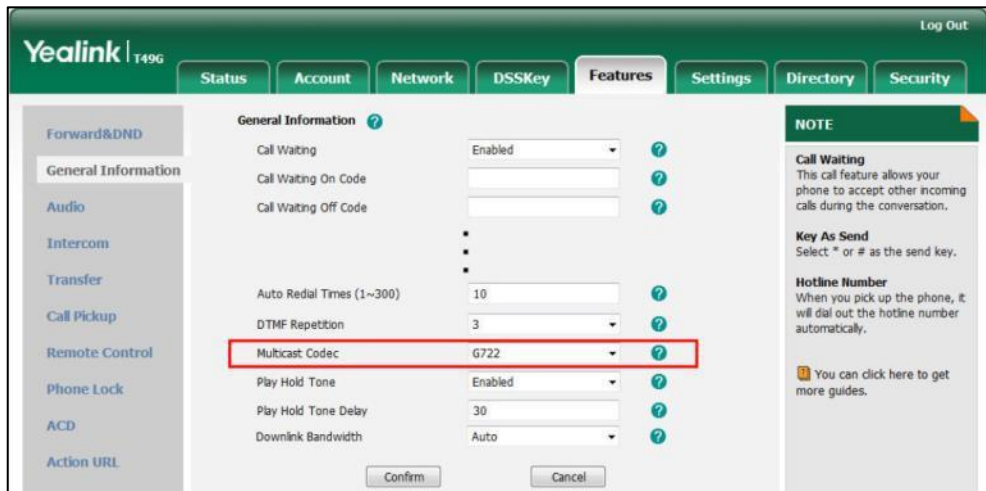 Log Out
Yealink T49G
Status Account Network DSSKey Features Settings Directory Security
Forward&DND
General Information
Audio
Intercom
Transfer
Call Pickup
Remote Control
Phone Lock
ACD
Action URL
General Information ?
Call Waiting Enabled ?
Call Waiting On Code ?
Call Waiting Off Code ?
Auto Redial Times (1~300) 10 ?
DTMF Repetition 3 ?
Multicast Codec G722 ?
Play Hold Tone Enabled ?
Play Hold Tone Delay 30 ?
Downlink Bandwidth Auto ?
Confirm Cancel
NOTE
Call Waiting
This call feature allows your
phone to accept other incoming
calls during the conversation.
Key As Send
Select * or # as the send key.
Hotline Number
When you pick up the phone, it
will dial out the hotline number
automatically.
You can click here to get
more guides.